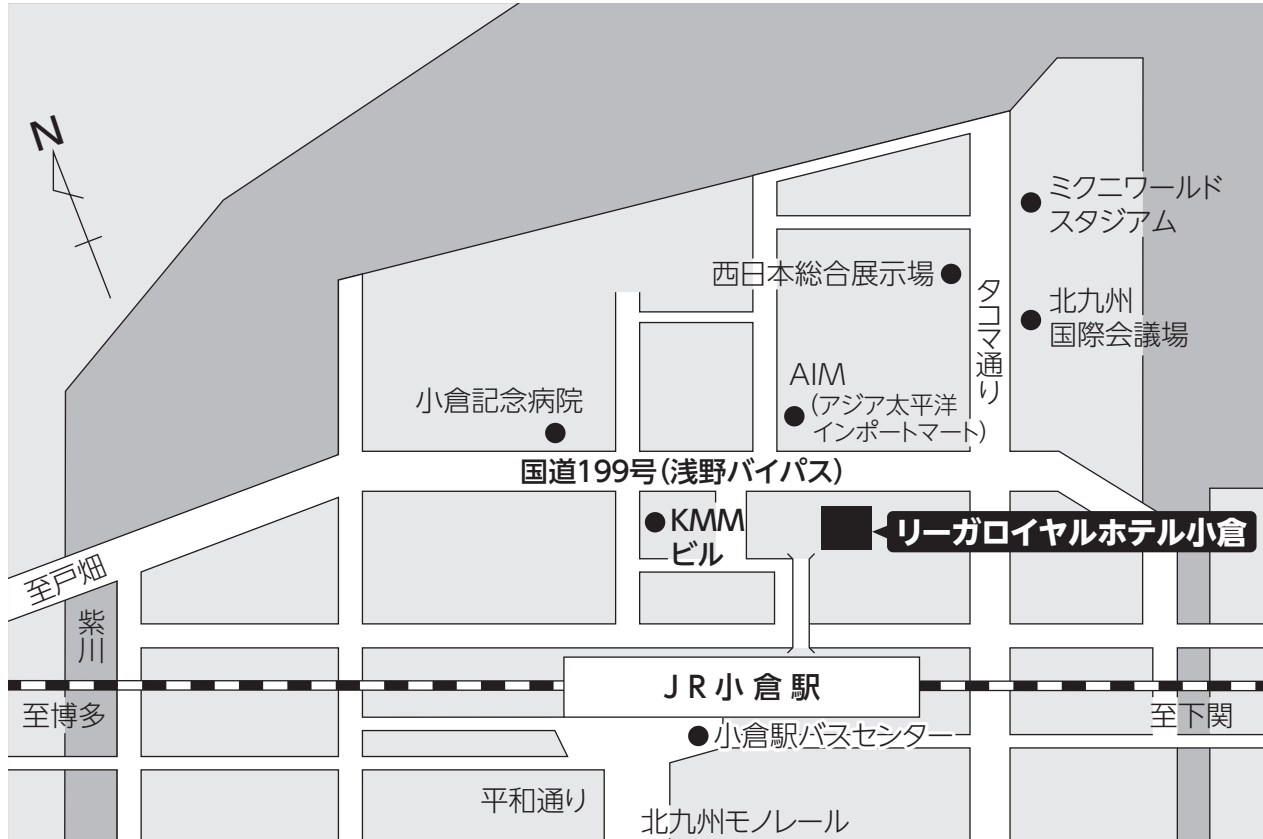 N
ミクニワールド
スタジアム
西日本総合展示場
タコマ通り
北九州
国際会議場
AIM
(アジア太平洋
インポートマート)
小倉記念病院
国道199号(浅野バイパス)
KMM
ビル
リーガロイヤルホテル小倉
至戸畑
紫川
JR小倉駅
至博多
至下関
小倉駅バスセンター
平和通り
北九州モノレール